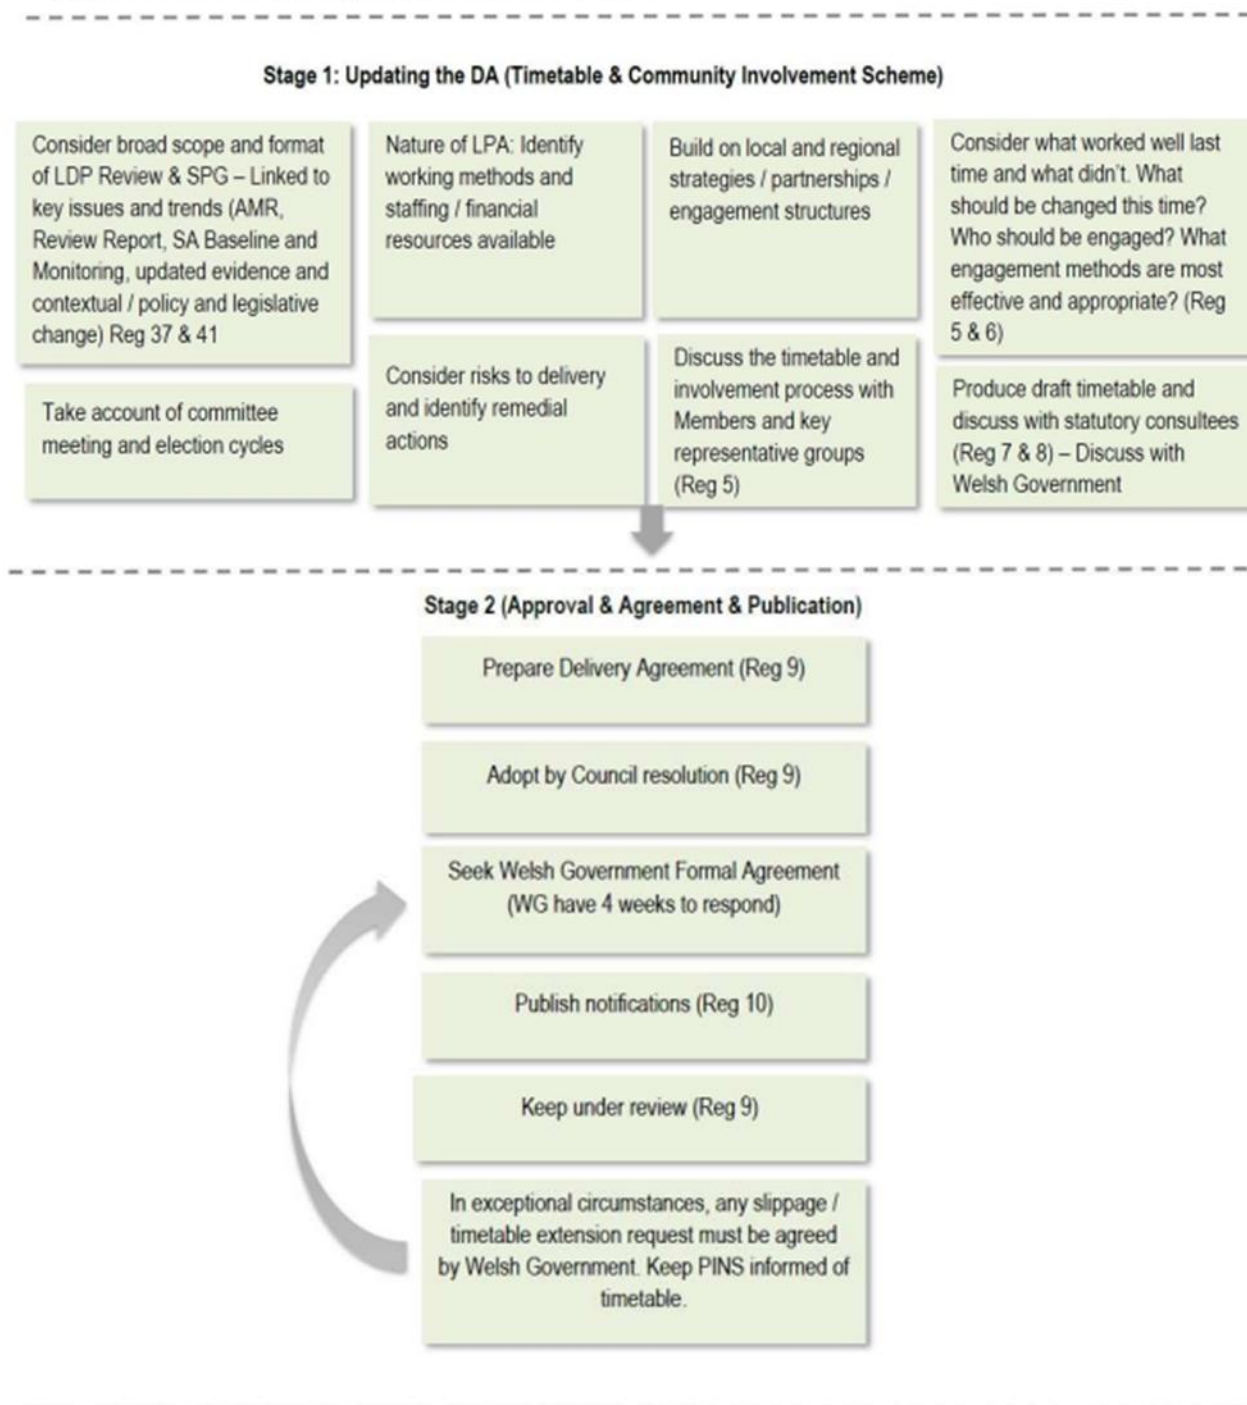 Stage 1: Updating the DA (Timetable & Community Involvement Scheme)
Consider broad scope and format
of LDP Review & SPG – Linked to
key issues and trends (AMR,
Review Report, SA Baseline and
Monitoring, updated evidence and
contextual / policy and legislative
change) Reg 37 & 41
Nature of LPA: Identify
working methods and
staffing / financial
resources available
Build on local and regional
strategies / partnerships /
engagement structures
Consider what worked well last
time and what didn't. What
should be changed this time?
Who should be engaged? What
engagement methods are most
effective and appropriate? (Reg
5 & 6)
Take account of committee
meeting and election cycles
Consider risks to delivery
and identify remedial
actions
Discuss the timetable and
involvement process with
Members and key
representative groups
(Reg 5)
Produce draft timetable and
discuss with statutory consultees
(Reg 7 & 8) – Discuss with
Welsh Government
Stage 2 (Approval & Agreement & Publication)
Prepare Delivery Agreement (Reg 9)
Adopt by Council resolution (Reg 9)
Seek Welsh Government Formal Agreement
(WG have 4 weeks to respond)
Publish notifications (Reg 10)
Keep under review (Reg 9)
In exceptional circumstances, any slippage /
timetable extension request must be agreed
by Welsh Government. Keep PINS informed of
timetable.